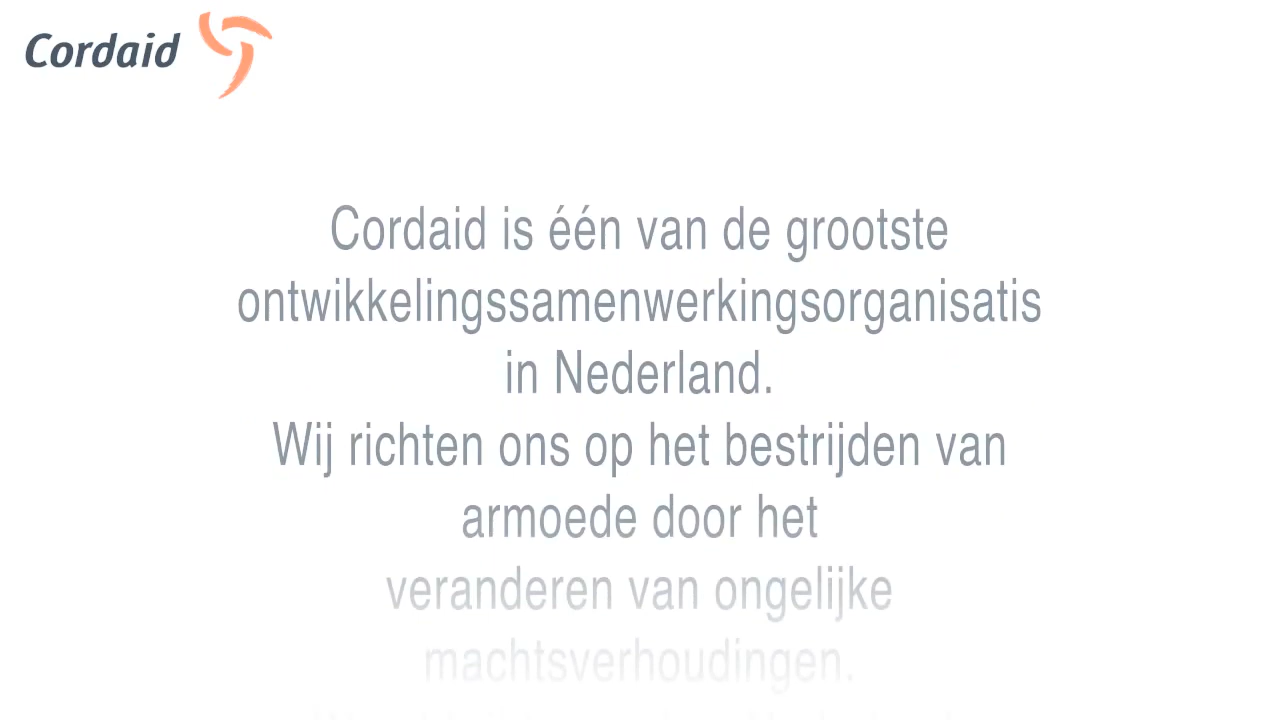 Cordaid
Cordaid is één van de grootste
ontwikkelingssamenwerkingsorganisatis
in Nederland.
Wij richten ons op het bestrijden van
armoede door het
veranderen van ongelijke
machtsverhoudingen.